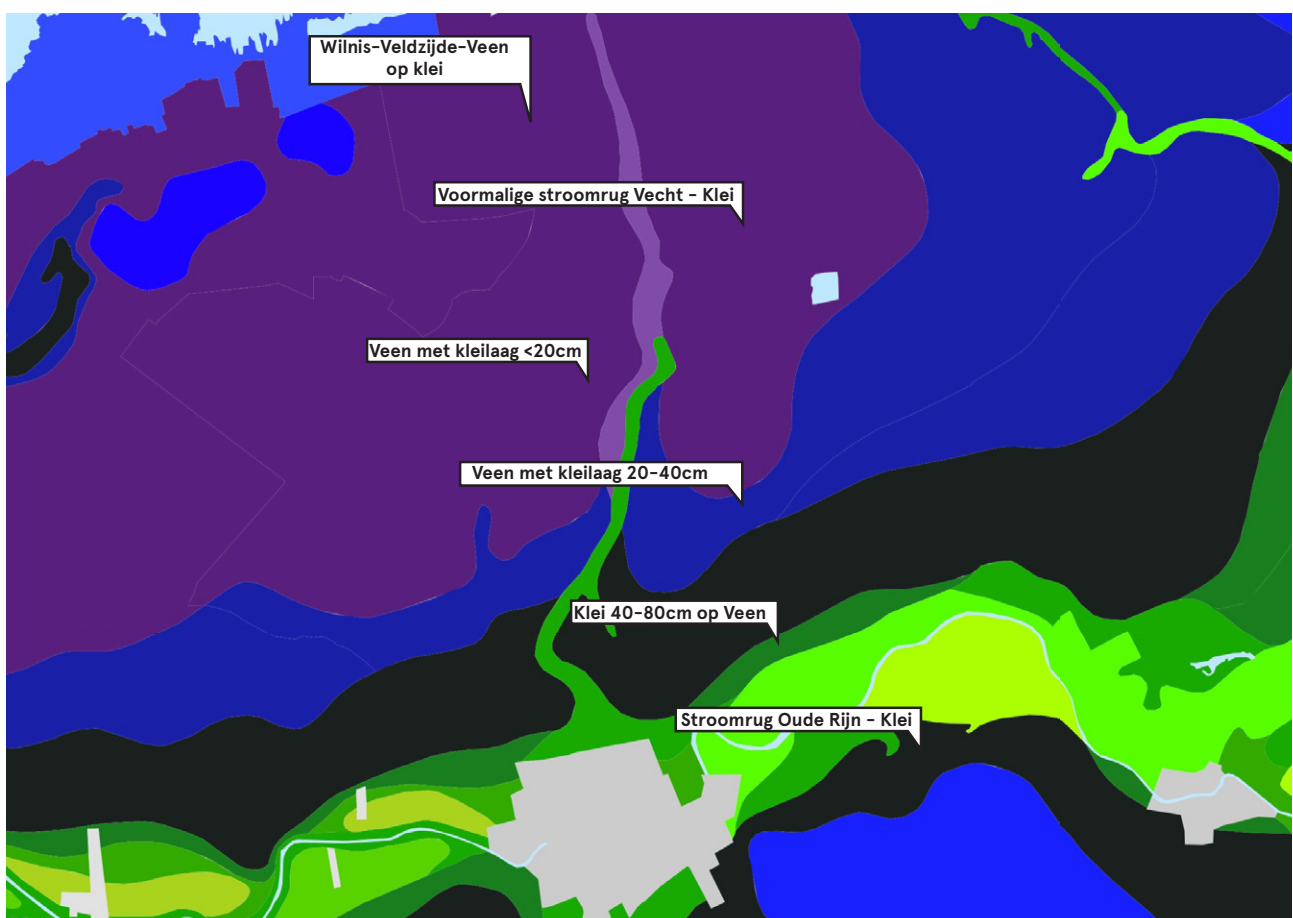 Wilnis-Veldzijde-Veen
op klei
Voormalige stroomrug Vecht - Klei
Veen met kleilaag <20cm
Veen met kleilaag 20-40cm
Klei 40-80cm op Veen
Stroomrug Oude Rijn - Klei